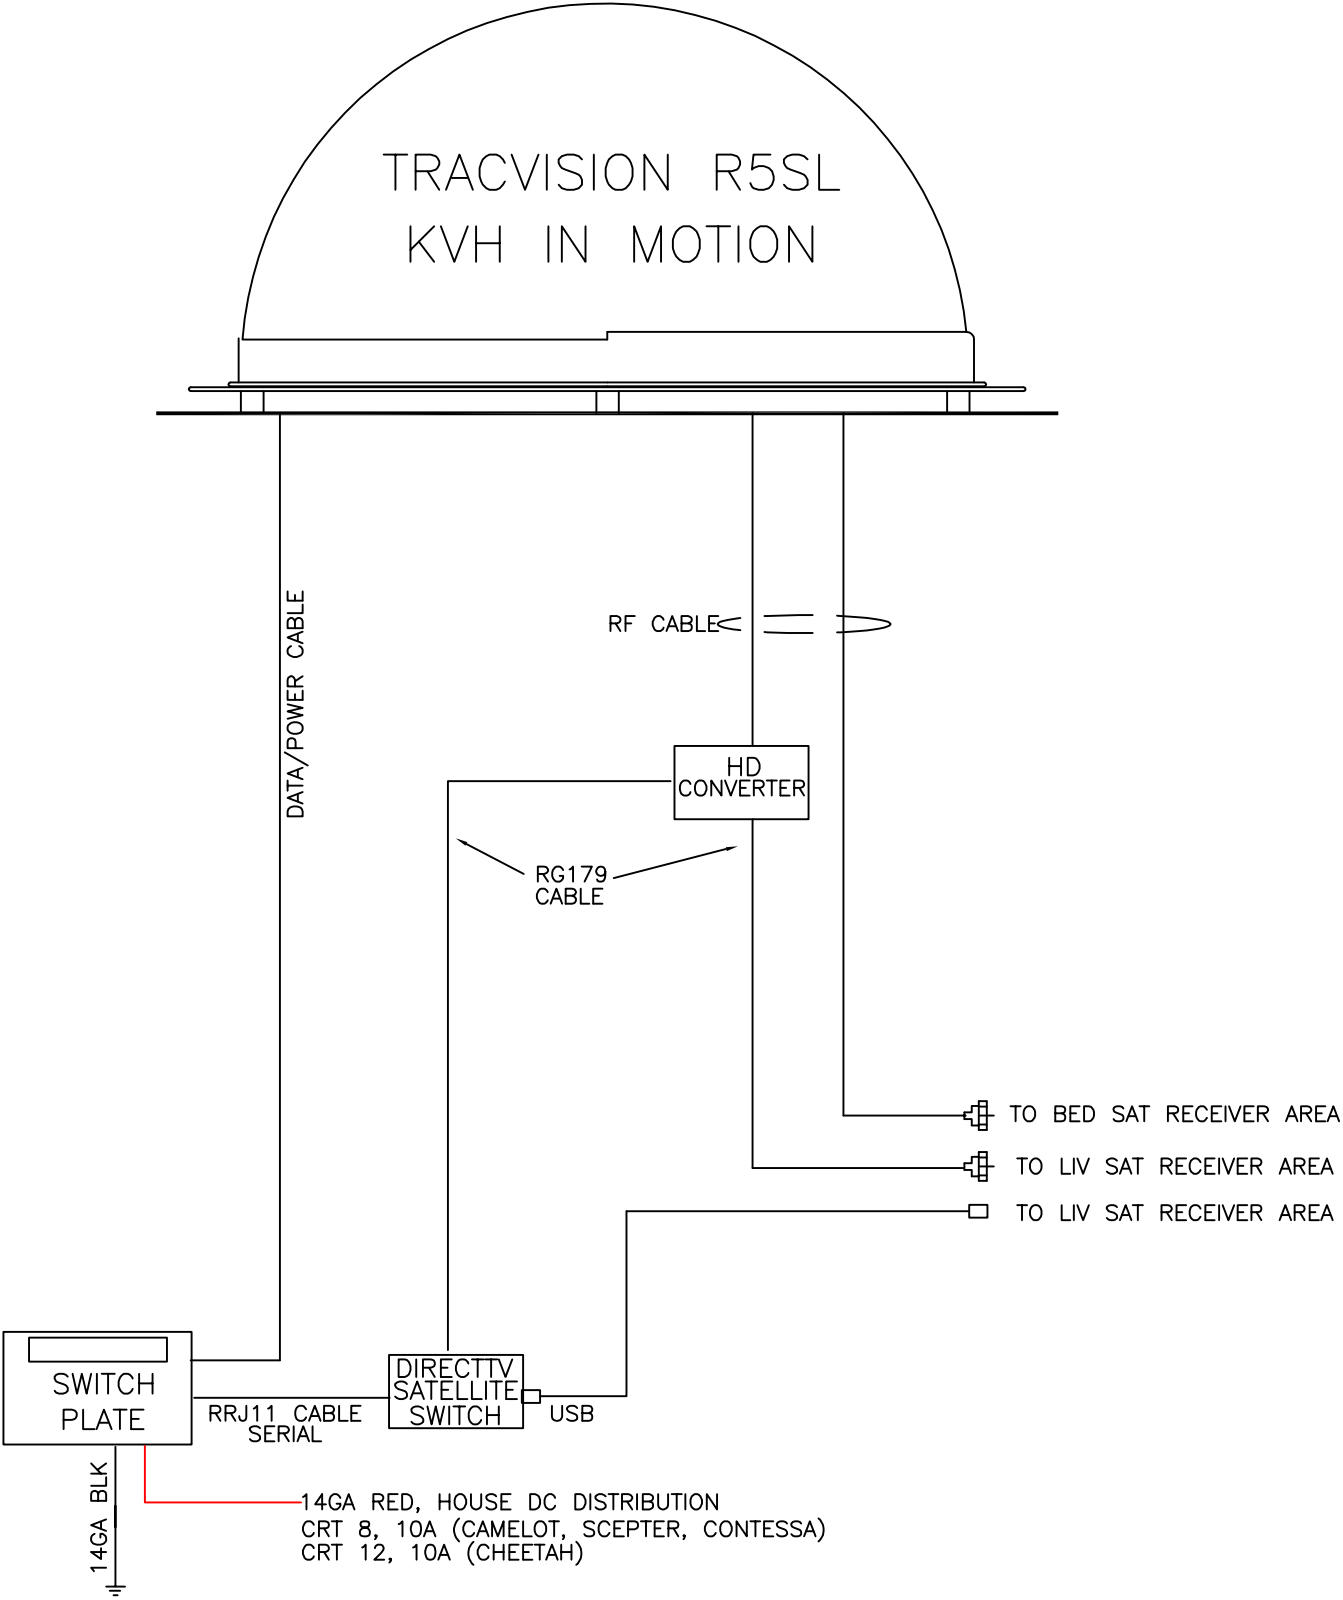 TRACVISION R5SL
KVH IN MOTION
DATA/POWER CABLE
RF CABLE
HD
CONVERTER
RG179
CABLE
TO BED SAT RECEIVER AREA
TO LIV SAT RECEIVER AREA
TO LIV SAT RECEIVER AREA
SWITCH
PLATE
RRJ11 CABLE
SERIAL
DIRECTTV
SATELLITE
SWITCH
USB
14GA BLK
14GA RED, HOUSE DC DISTRIBUTION
CRT 8, 10A (CAMELOT, SCEPTER, CONTESSA)
CRT 12, 10A (CHEETAH)